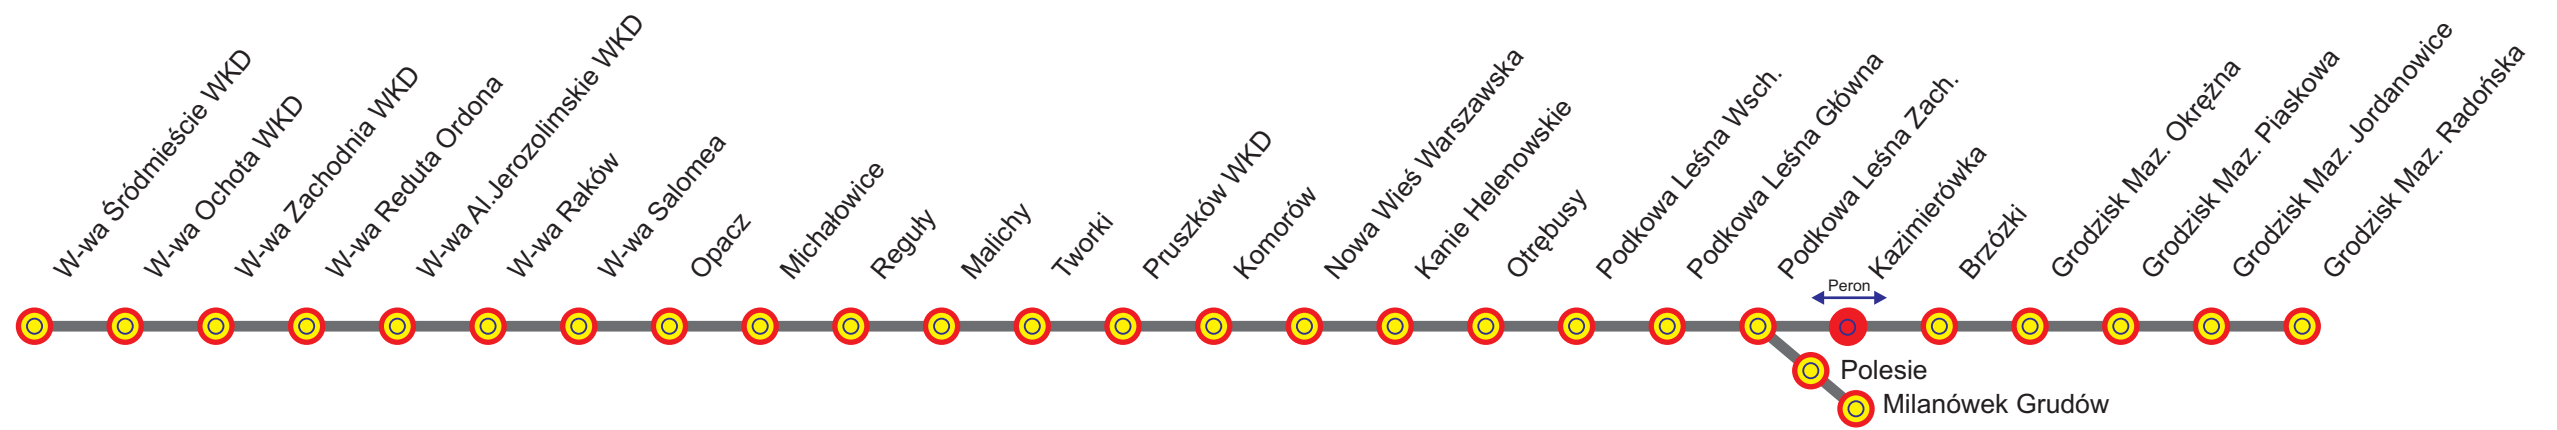 W-wa Śródmieście WKD
W-wa Ochota WKD
W-wa Zachodnia WKD
W-wa Reduta Ordona
W-wa Al.Jerozolimskie WKD
W-wa Raków
W-wa Salomea
Opacz
Michałowice
Reguły
Malichy
Tworki
Pruszków WKD
Komorów
Nowa Wieś Warszawska
Kanie Helenowskie
Otrębusy
Podkowa Leśna Wsch.
Podkowa Leśna Główna
Podkowa Leśna Zach.
Kazimierówka
Brzózki
Grodzisk Maz. Okrężna
Grodzisk Maz. Piaskowa
Grodzisk Maz. Jordanowice
Grodzisk Maz. Radońska
Peron
Polesie
Milanówek Grudów